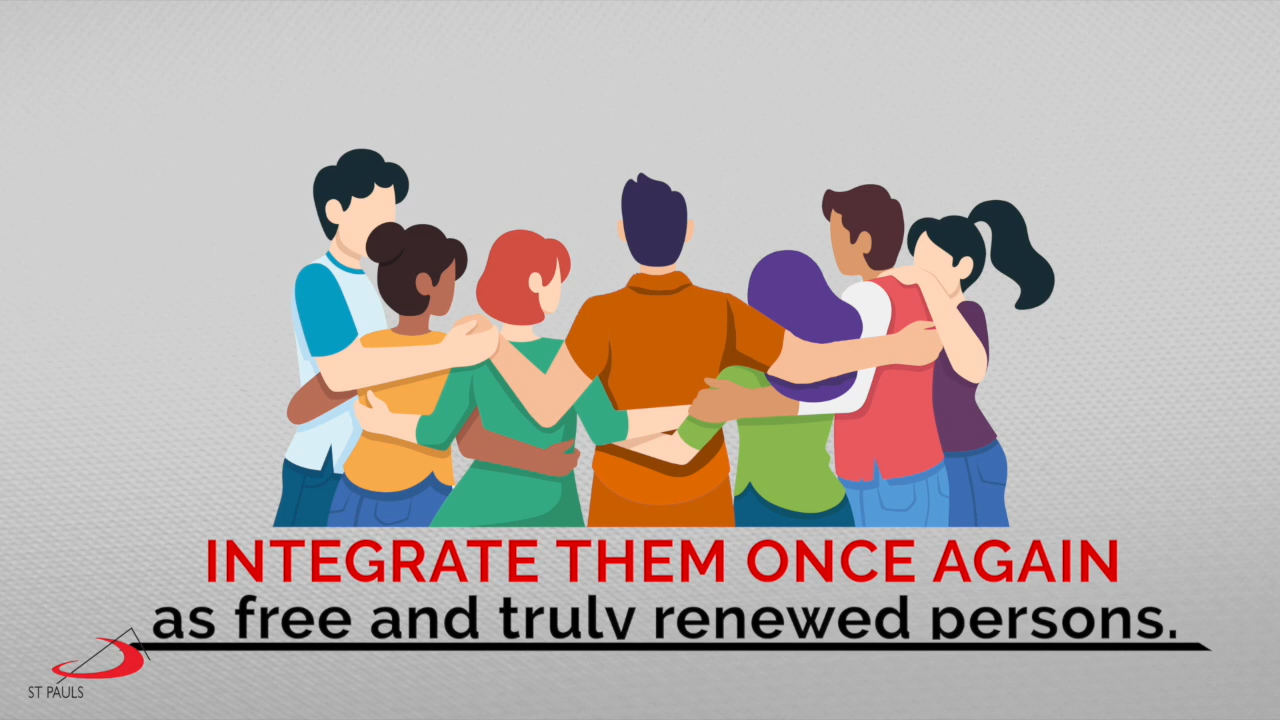 INTEGRATE THEM ONCE AGAIN
as free and truly renewed persons.
ST PAULS